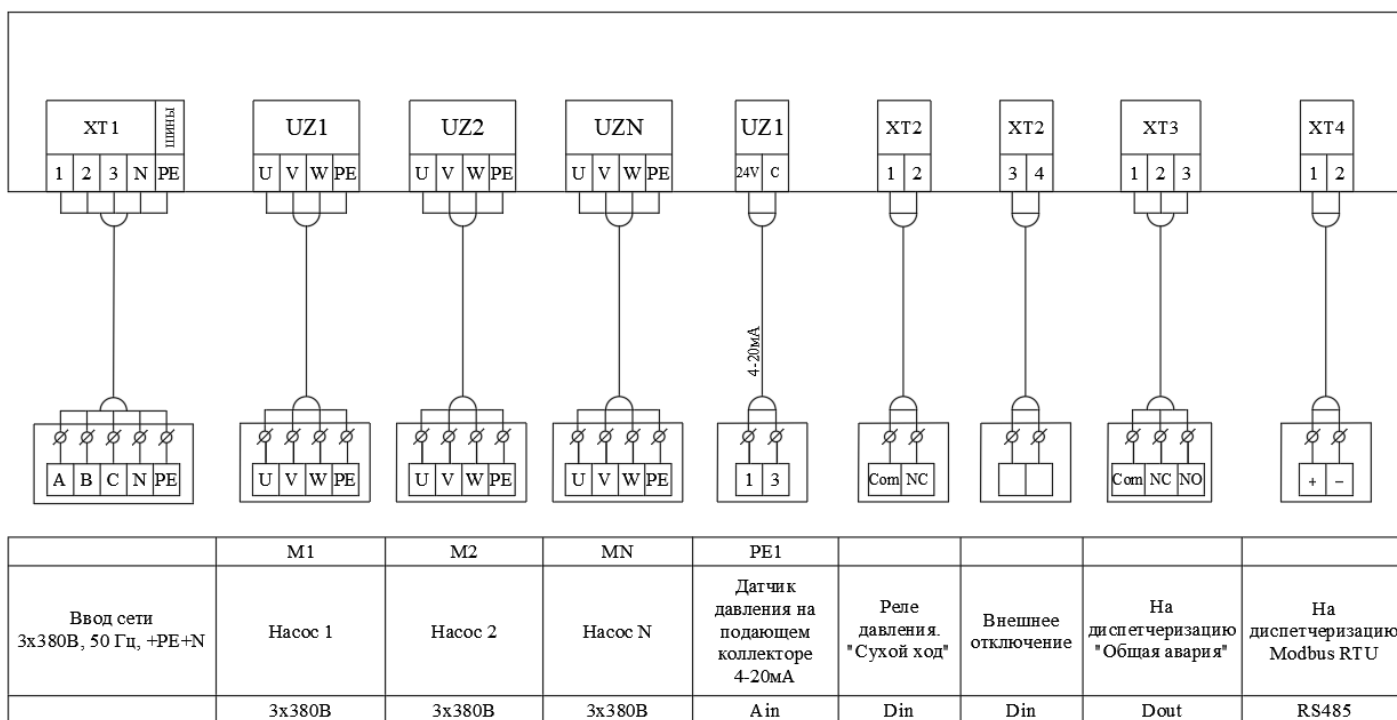 XT1 шины UZ1 UZ2 UZN UZ1 XT2 XT2 XT3 XT4
1 2 3 N PE U V W PE U V W PE U V W PE 24V C 1 2 3 4 1 2 3 1 2
4-20мА
A B C N PE U V W PE U V W PE U V W PE 1 3 Com NC Com NC NO + −
M1 M2 MN PE1
Ввод сети
3х380В, 50 Гц, +PE+N
Насос 1
Насос 2
Насос N
Датчик
давления на
подающем
коллекторе
4-20мА
Реле
давления.
"Сухой ход"
Внешнее
отключение
На
диспетчеризацию
"Общая авария"
На
диспетчеризацию
Modbus RTU
3х380В 3х380В 3х380В Ain Din Din Dout RS485